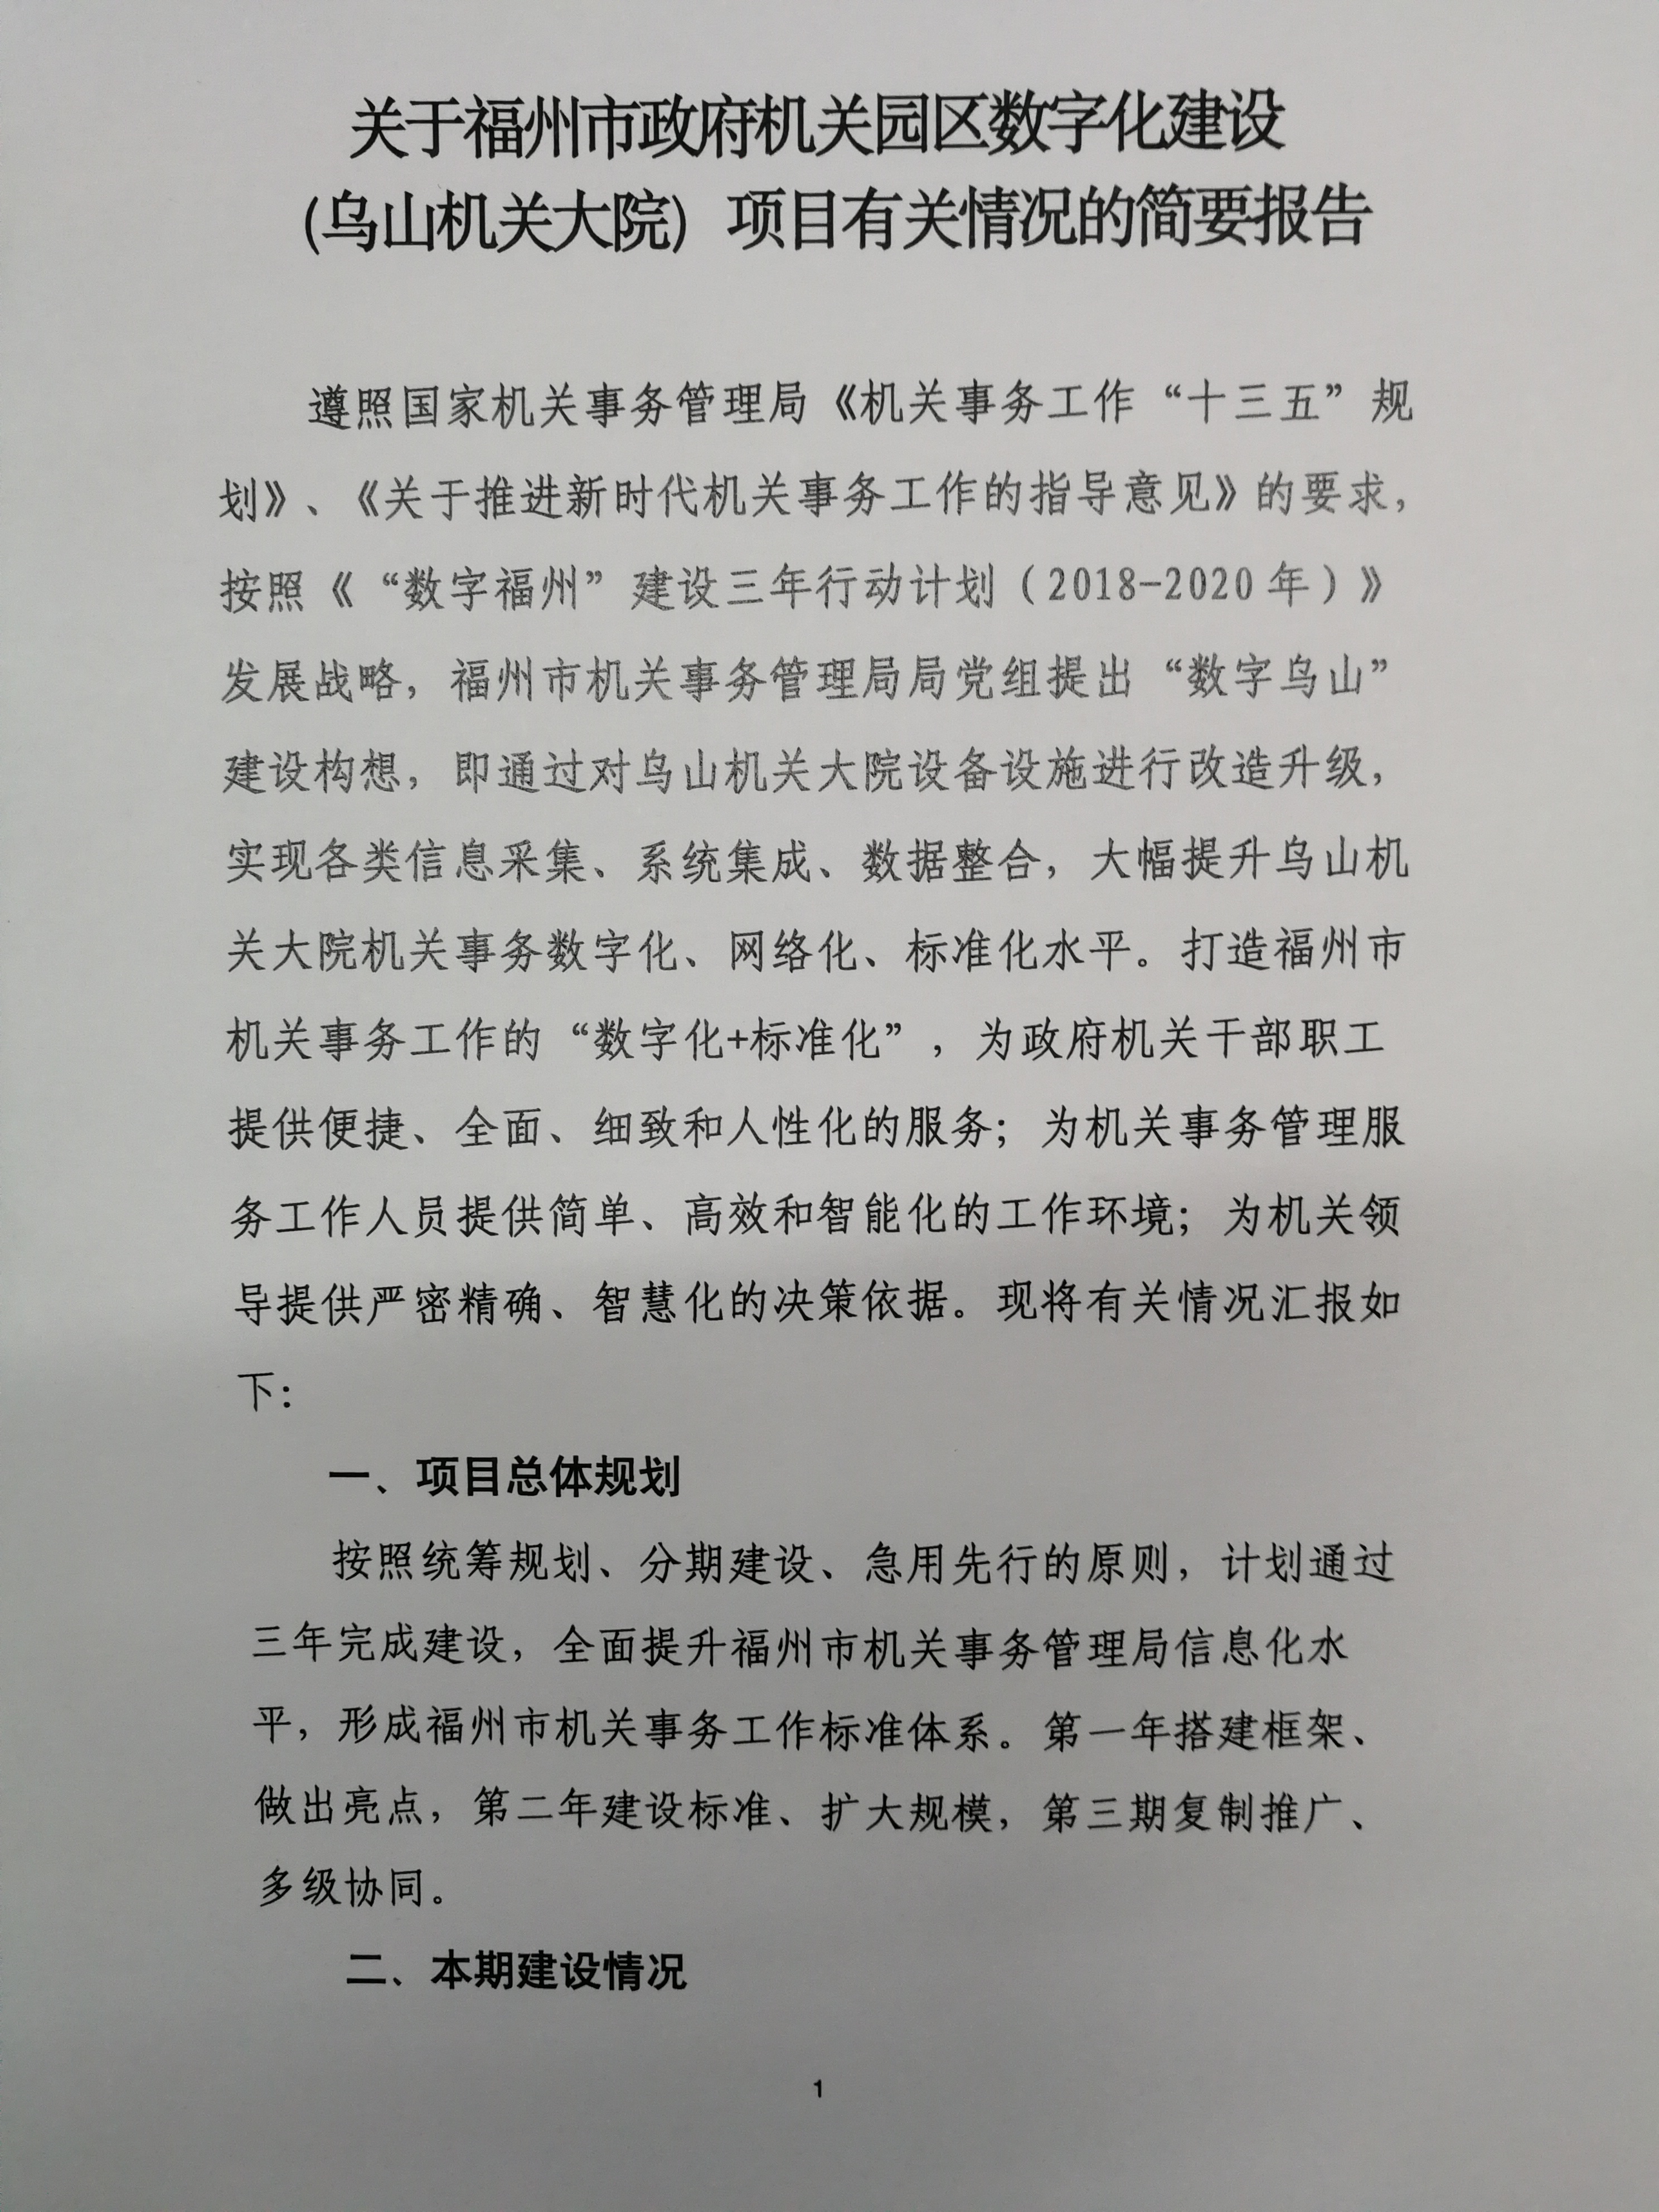 关于福州市政府机关园区数字化建设
(乌山机关大院）项目有关情况的简要报告
遵照国家机关事务管理局《机关事务工作“十三五”规
划》、《关于推进新时代机关事务工作的指导意见》的要求，
按照《“数字福州”建设三年行动计划（2018-2020年）》
发展战略，福州市机关事务管理局局党组提出“数字乌山”
建设构想，即通过对乌山机关大院设备设施进行改造升级，
实现各类信息采集、系统集成、数据整合，大幅提升乌山机
关大院机关事务数字化、网络化、标准化水平。打造福州市
机关事务工作的“数字化+标准化”，为政府机关干部职工
提供便捷、全面、细致和人性化的服务；为机关事务管理服
务工作人员提供简单、高效和智能化的工作环境；为机关领
导提供严密精确、智慧化的决策依据。现将有关情况汇报如
下：
一、项目总体规划
按照统筹规划、分期建设、急用先行的原则，计划通过
三年完成建设，全面提升福州市机关事务管理局信息化水
平，形成福州市机关事务工作标准体系。第一年搭建框架、
做出亮点，第二年建设标准、扩大规模，第三期复制推广、
多级协同。
二、本期建设情况
1